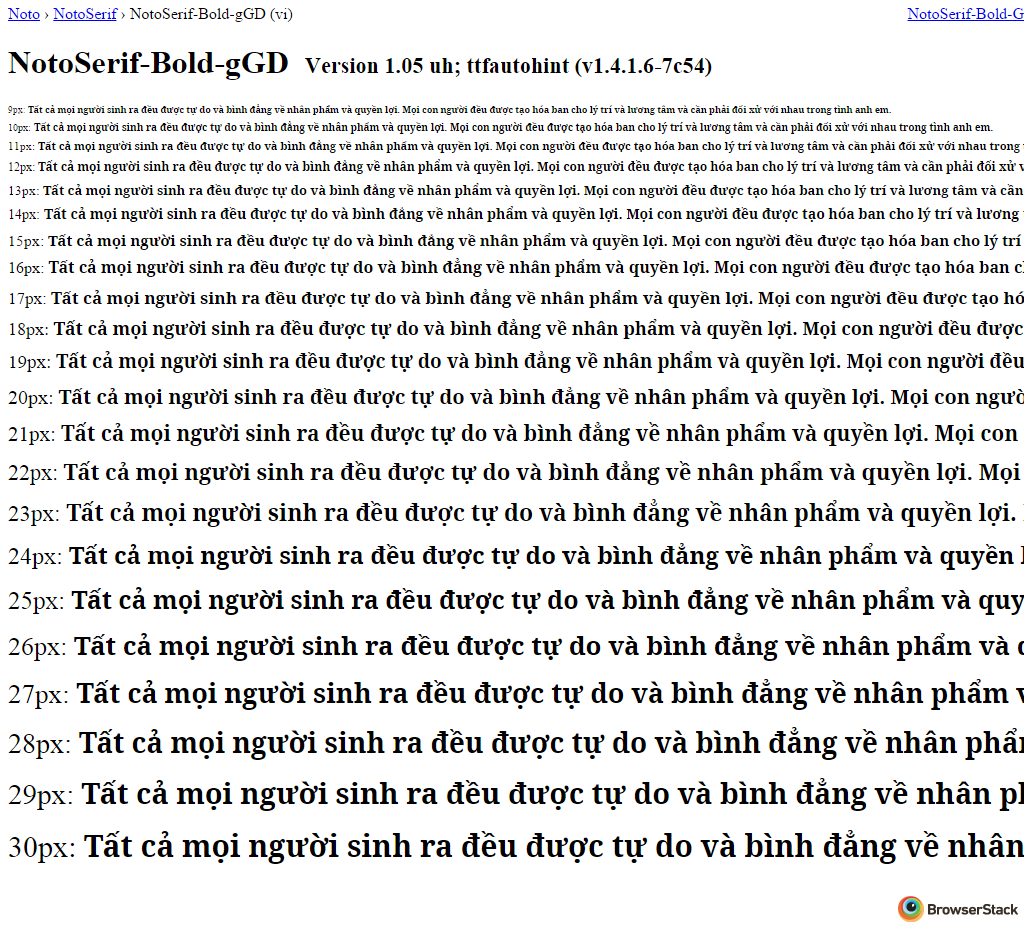 Noto › NotoSerif › NotoSerif-Bold-gGD (vi) NotoSerif-Bold-G
NotoSerif-Bold-gGD Version 1.05 uh; ttfautohint (v1.4.1.6-7c54)
9px: Tất cả mọi người sinh ra đều được tự do và bình đẳng về nhân phẩm và quyền lợi. Mọi con người đều được tạo hóa ban cho lý trí và lương tâm và cần phải đối xử với nhau trong tình anh em.
10px: Tất cả mọi người sinh ra đều được tự do và bình đẳng về nhân phẩm và quyền lợi. Mọi con người đều được tạo hóa ban cho lý trí và lương tâm và cần phải đối xử với nhau trong tình anh em.
11px: Tất cả mọi người sinh ra đều được tự do và bình đẳng về nhân phẩm và quyền lợi. Mọi con người đều được tạo hóa ban cho lý trí và lương tâm và cần phải đối xử với nhau trong
12px: Tất cả mọi người sinh ra đều được tự do và bình đẳng về nhân phẩm và quyền lợi. Mọi con người đều được tạo hóa ban cho lý trí và lương tâm và cần phải đối xử v
13px: Tất cả mọi người sinh ra đều được tự do và bình đẳng về nhân phẩm và quyền lợi. Mọi con người đều được tạo hóa ban cho lý trí và lương tâm và cần
14px: Tất cả mọi người sinh ra đều được tự do và bình đẳng về nhân phẩm và quyền lợi. Mọi con người đều được tạo hóa ban cho lý trí và lương
15px: Tất cả mọi người sinh ra đều được tự do và bình đẳng về nhân phẩm và quyền lợi. Mọi con người đều được tạo hóa ban cho lý trí
16px: Tất cả mọi người sinh ra đều được tự do và bình đẳng về nhân phẩm và quyền lợi. Mọi con người đều được tạo hóa ban c
17px: Tất cả mọi người sinh ra đều được tự do và bình đẳng về nhân phẩm và quyền lợi. Mọi con người đều được tạo hó
18px: Tất cả mọi người sinh ra đều được tự do và bình đẳng về nhân phẩm và quyền lợi. Mọi con người đều được
19px: Tất cả mọi người sinh ra đều được tự do và bình đẳng về nhân phẩm và quyền lợi. Mọi con người đều
20px: Tất cả mọi người sinh ra đều được tự do và bình đẳng về nhân phẩm và quyền lợi. Mọi con ngườ
21px: Tất cả mọi người sinh ra đều được tự do và bình đẳng về nhân phẩm và quyền lợi. Mọi con
22px: Tất cả mọi người sinh ra đều được tự do và bình đẳng về nhân phẩm và quyền lợi. Mọi
23px: Tất cả mọi người sinh ra đều được tự do và bình đẳng về nhân phẩm và quyền lợi.
24px: Tất cả mọi người sinh ra đều được tự do và bình đẳng về nhân phẩm và quyền l
25px: Tất cả mọi người sinh ra đều được tự do và bình đẳng về nhân phẩm và quy
26px: Tất cả mọi người sinh ra đều được tự do và bình đẳng về nhân phẩm và q
27px: Tất cả mọi người sinh ra đều được tự do và bình đẳng về nhân phẩm v
28px: Tất cả mọi người sinh ra đều được tự do và bình đẳng về nhân phẩm
29px: Tất cả mọi người sinh ra đều được tự do và bình đẳng về nhân ph
30px: Tất cả mọi người sinh ra đều được tự do và bình đẳng về nhân
BrowserStack